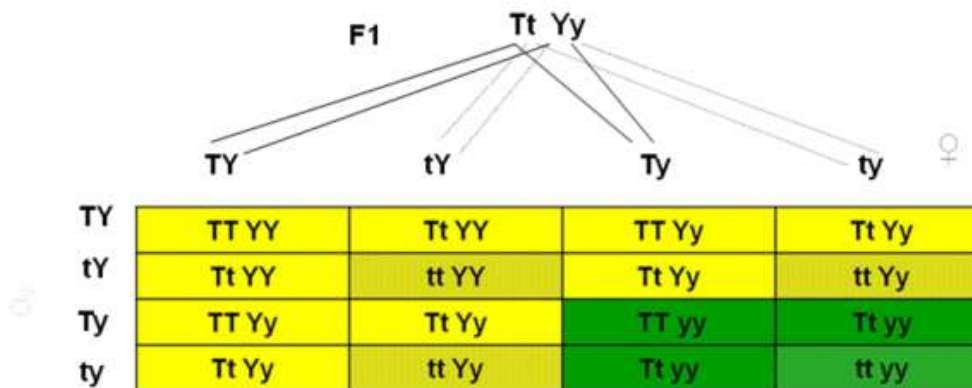 F1 Tt Yy
TY tY Ty ty ♀
TY TT YY Tt YY TT Yy Tt Yy
tY Tt YY tt YY Tt Yy tt Yy
Ty TT Yy Tt Yy TT yy Tt yy
ty Tt Yy tt Yy Tt yy tt yy